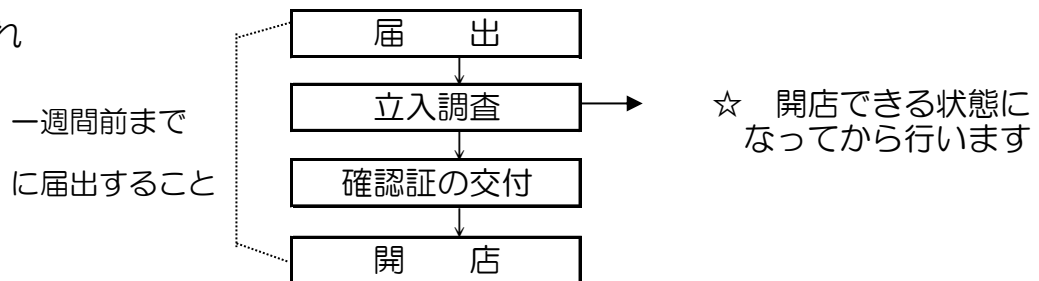 れ
届　　出
立入調査
☆　開店できる状態に
なってから行います
一週間前まで
に届出すること
確認証の交付
開　　店